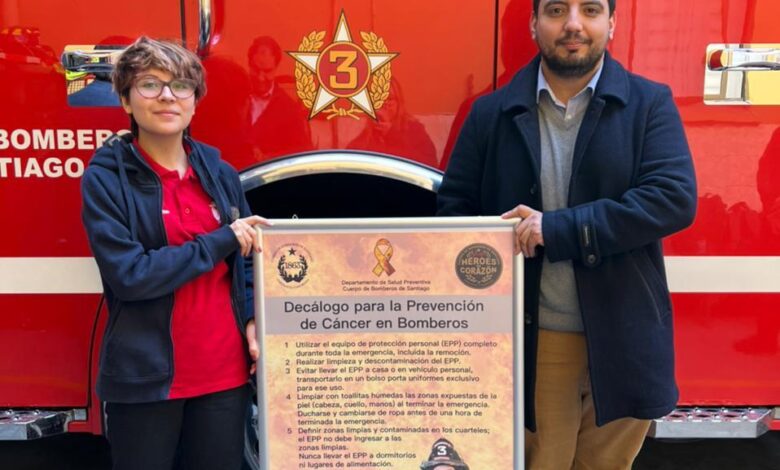 3
BOMBERO
TIAGO
1863
Departamento de Salud Preventiva
Cuerpo de Bomberos de Santiago
HÉROES
CORAZÓN
Decálogo para la Prevención
de Cáncer en Bomberos
1 Utilizar el equipo de protección personal (EPP) completo
durante toda la emergencia, incluida la remoción.
2 Realizar limpieza y descontaminación del EPP.
3 Evitar llevar el EPP a casa o en vehículo personal,
transportarlo en un bolso porta uniformes exclusivo
para ese uso.
4 Limpiar con toallitas húmedas las zonas expuestas de la
piel (cabeza, cuello, manos) al terminar la emergencia.
Ducharse y cambiarse de ropa antes de una hora de
terminada la emergencia.
5 Definir zonas limpias y contaminadas en los cuarteles;
el EPP no debe ingresar a las
zonas limpias.
Nunca llevar el EPP a dormitorios
ni lugares de alimentación.
3